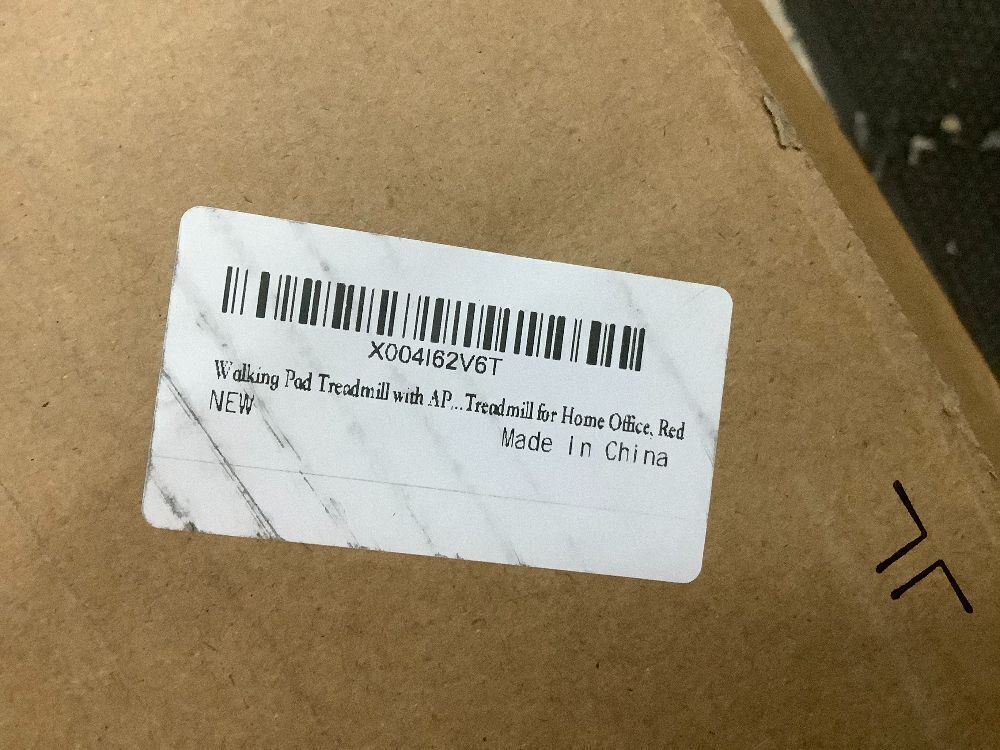 X004I62V6T
Walking Pad Treadmill with AP...Treadmill for Home Office, Red
NEW
Made In China